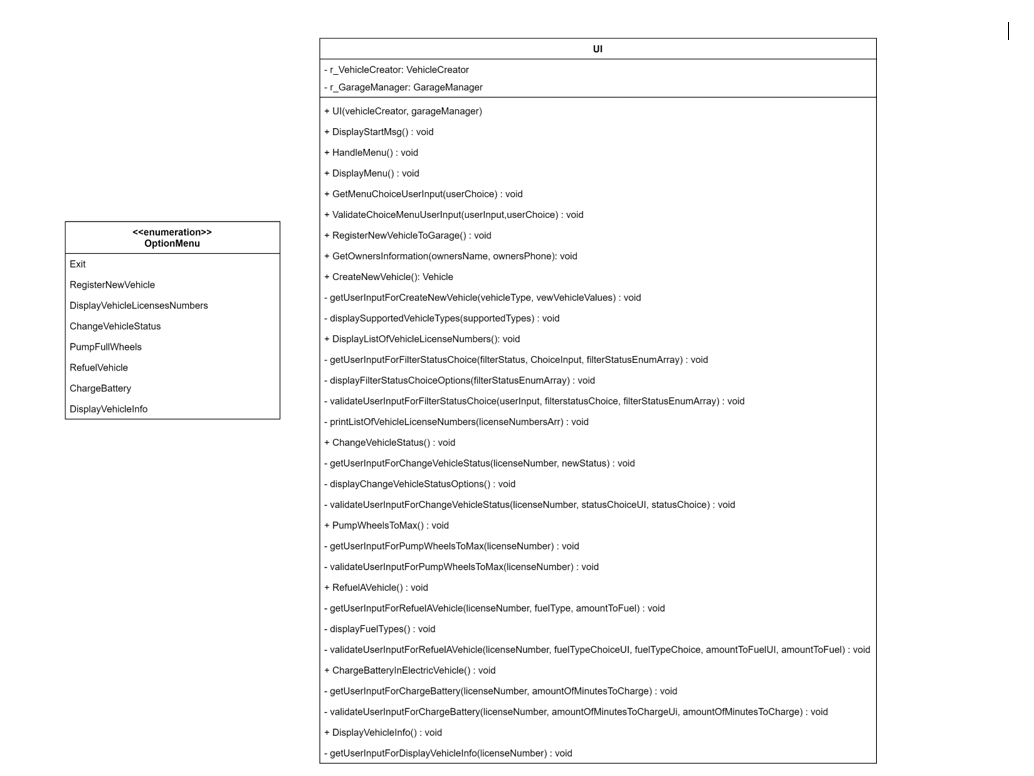 <<enumeration>>
OptionMenu
Exit
RegisterNewVehicle
DisplayVehicleLicensesNumbers
ChangeVehicleStatus
PumpFullWheels
RefuelVehicle
ChargeBattery
DisplayVehicleInfo
UI
- r_VehicleCreator: VehicleCreator
- r_GarageManager: GarageManager
+ UI(vehicleCreator, garageManager)
+ DisplayStartMsg() : void
+ HandleMenu() : void
+ DisplayMenu() : void
+ GetMenuChoiceUserInput(userChoice) : void
+ ValidateChoiceMenuUserInput(userInput,userChoice) : void
+ RegisterNewVehicleToGarage() : void
+ GetOwnersInformation(ownersName, ownersPhone): void
+ CreateNewVehicle(): Vehicle
- getUserInputForCreateNewVehicle(vehicleType, vewVehicleValues) : void
- displaySupportedVehicleTypes(supportedTypes) : void
+ DisplayListOfVehicleLicenseNumbers(): void
- getUserInputForFilterStatusChoice(filterStatus, ChoiceInput, filterStatusEnumArray) : void
- displayFilterStatusChoiceOptions(filterStatusEnumArray) : void
- validateUserInputForFilterStatusChoice(userInput, filterstatusChoice, filterStatusEnumArray) : void
- printListOfVehicleLicenseNumbers(licenseNumbersArr) : void
+ ChangeVehicleStatus() : void
- getUserInputForChangeVehicleStatus(licenseNumber, newStatus) : void
- displayChangeVehicleStatusOptions() : void
- validateUserInputForChangeVehicleStatus(licenseNumber, statusChoiceUI, statusChoice) : void
+ PumpWheelsToMax() : void
- getUserInputForPumpWheelsToMax(licenseNumber) : void
- validateUserInputForPumpWheelsToMax(licenseNumber) : void
+ RefuelAVehicle() : void
- getUserInputForRefuelAVehicle(licenseNumber, fuelType, amountToFuel) : void
- displayFuelTypes() : void
- validateUserInputForRefuelAVehicle(licenseNumber, fuelTypeChoiceUI, fuelTypeChoice, amountToFuelUI, amountToFuel) : void
+ ChargeBatteryInElectricVehicle() : void
- getUserInputForChargeBattery(licenseNumber, amountOfMinutesToCharge) : void
- validateUserInputForChargeBattery(licenseNumber, amountOfMinutesToChargeUi, amountOfMinutesToCharge) : void
+ DisplayVehicleInfo() : void
- getUserInputForDisplayVehicleInfo(licenseNumber) : void